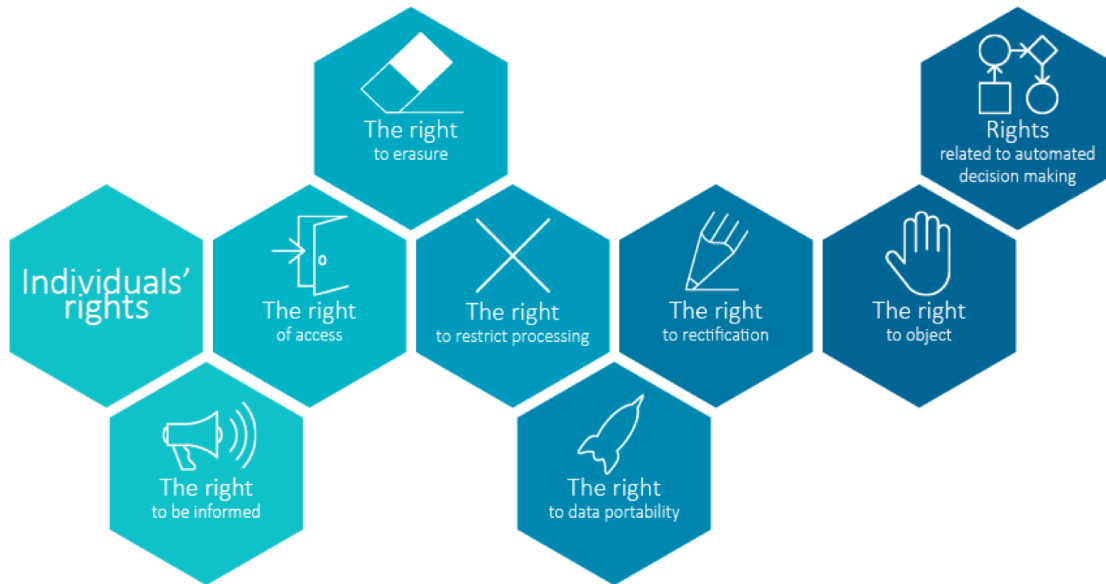 The right
to erasure
Rights
related to automated
decision making
Individuals'
rights
The right
of access
The right
to restrict processing
The right
to rectification
The right
to object
The right
to be informed
The right
to data portability